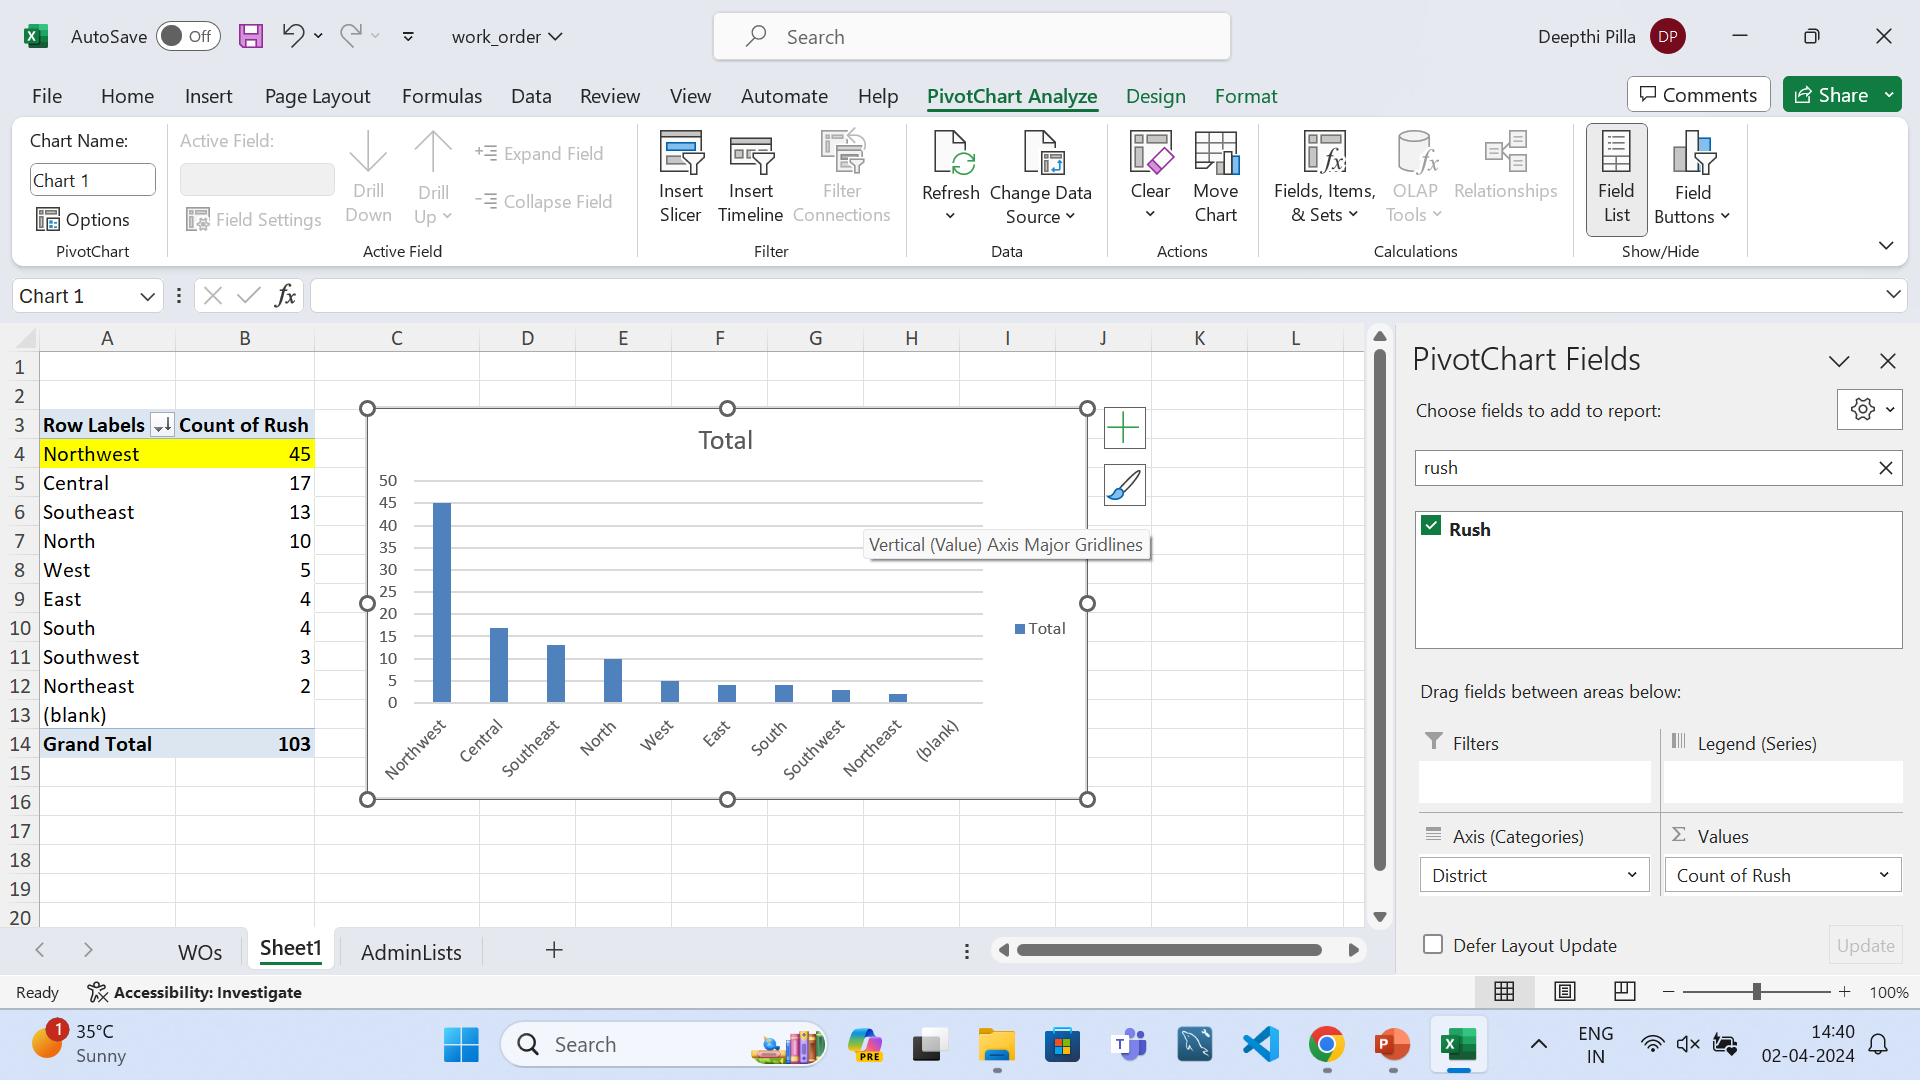 AutoSave Off work_order Search Deepthi Pilla DP
File Home Insert Page Layout Formulas Data Review View Automate Help PivotChart Analyze Design Format Comments Share
Chart Name:
Chart 1
Options
PivotChart
Active Field:
Field Settings
Drill Down
Drill Up
Expand Field
Collapse Field
Active Field
Insert Slicer
Insert Timeline
Filter Connections
Filter
Refresh
Change Data Source
Data
Clear
Move Chart
Actions
Fields, Items, & Sets
OLAP Tools
Relationships
Calculations
Field List
Field Buttons
Show/Hide
Chart 1 fx
A B C D E F G H I J K L
1
2
3 Row Labels Count of Rush
4 Northwest 45
5 Central 17
6 Southeast 13
7 North 10
8 West 5
9 East 4
10 South 4
11 Southwest 3
12 Northeast 2
13 (blank)
14 Grand Total 103
15
16
17
18
19
20
Total
50
45
40
35
30
25
20
15
10
5
0
Northwest Central Southeast North West East South Southwest Northeast (blank)
Total
Vertical (Value) Axis Major Gridlines
PivotChart Fields
Choose fields to add to report:
rush
Rush
Drag fields between areas below:
Filters
Legend (Series)
Axis (Categories)
Σ Values
District
Count of Rush
Defer Layout Update Update
WOs Sheet1 AdminLists
Ready Accessibility: Investigate 100%
1
35°C
Sunny
Search
PRE
ENG
IN
14:40
02-04-2024